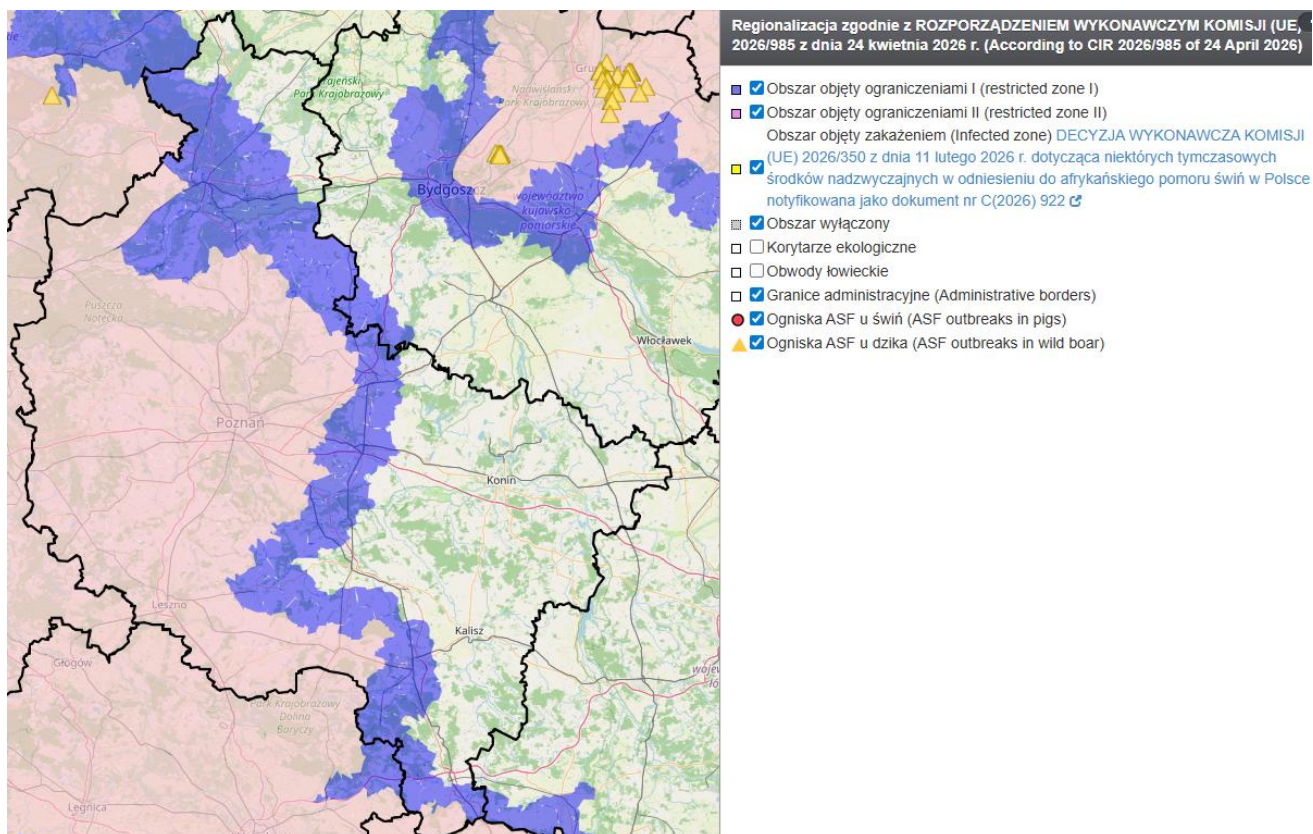 Regionalizacja zgodnie z ROZPORZĄDZENIEM WYKONAWCZYM KOMISJI (UE)
2026/985 z dnia 24 kwietnia 2026 r. (According to CIR 2026/985 of 24 April 2026)
Obszar objęty ograniczeniami I (restricted zone I)
Obszar objęty ograniczeniami II (restricted zone II)
Obszar objęty zakażeniem (Infected zone) DECYZJA WYKONAWCZA KOMISJI
(UE) 2026/350 z dnia 11 lutego 2026 r. dotycząca niektórych tymczasowych
środków nadzwyczajnych w odniesieniu do afrykańskiego pomoru świń w Polsce
notyfikowana jako dokument nr C(2026) 922
Obszar wyłączony
Korytarze ekologiczne
Obwody łowieckie
Granice administracyjne (Administrative borders)
Ogniska ASF u świń (ASF outbreaks in pigs)
Ogniska ASF u dzika (ASF outbreaks in wild boar)
Krajeński
Park Krajobrazowy
Nadwiślański
Park Krajobrazowy
Bydgoszcz
województwo
kujawsko
pomorskie
Puszcza
Notecka
Włocławek
Poznań
Konin
Leszno
Kalisz
Głogów
Park Krajobrazowy
Dolina
Baryczy
Legnica